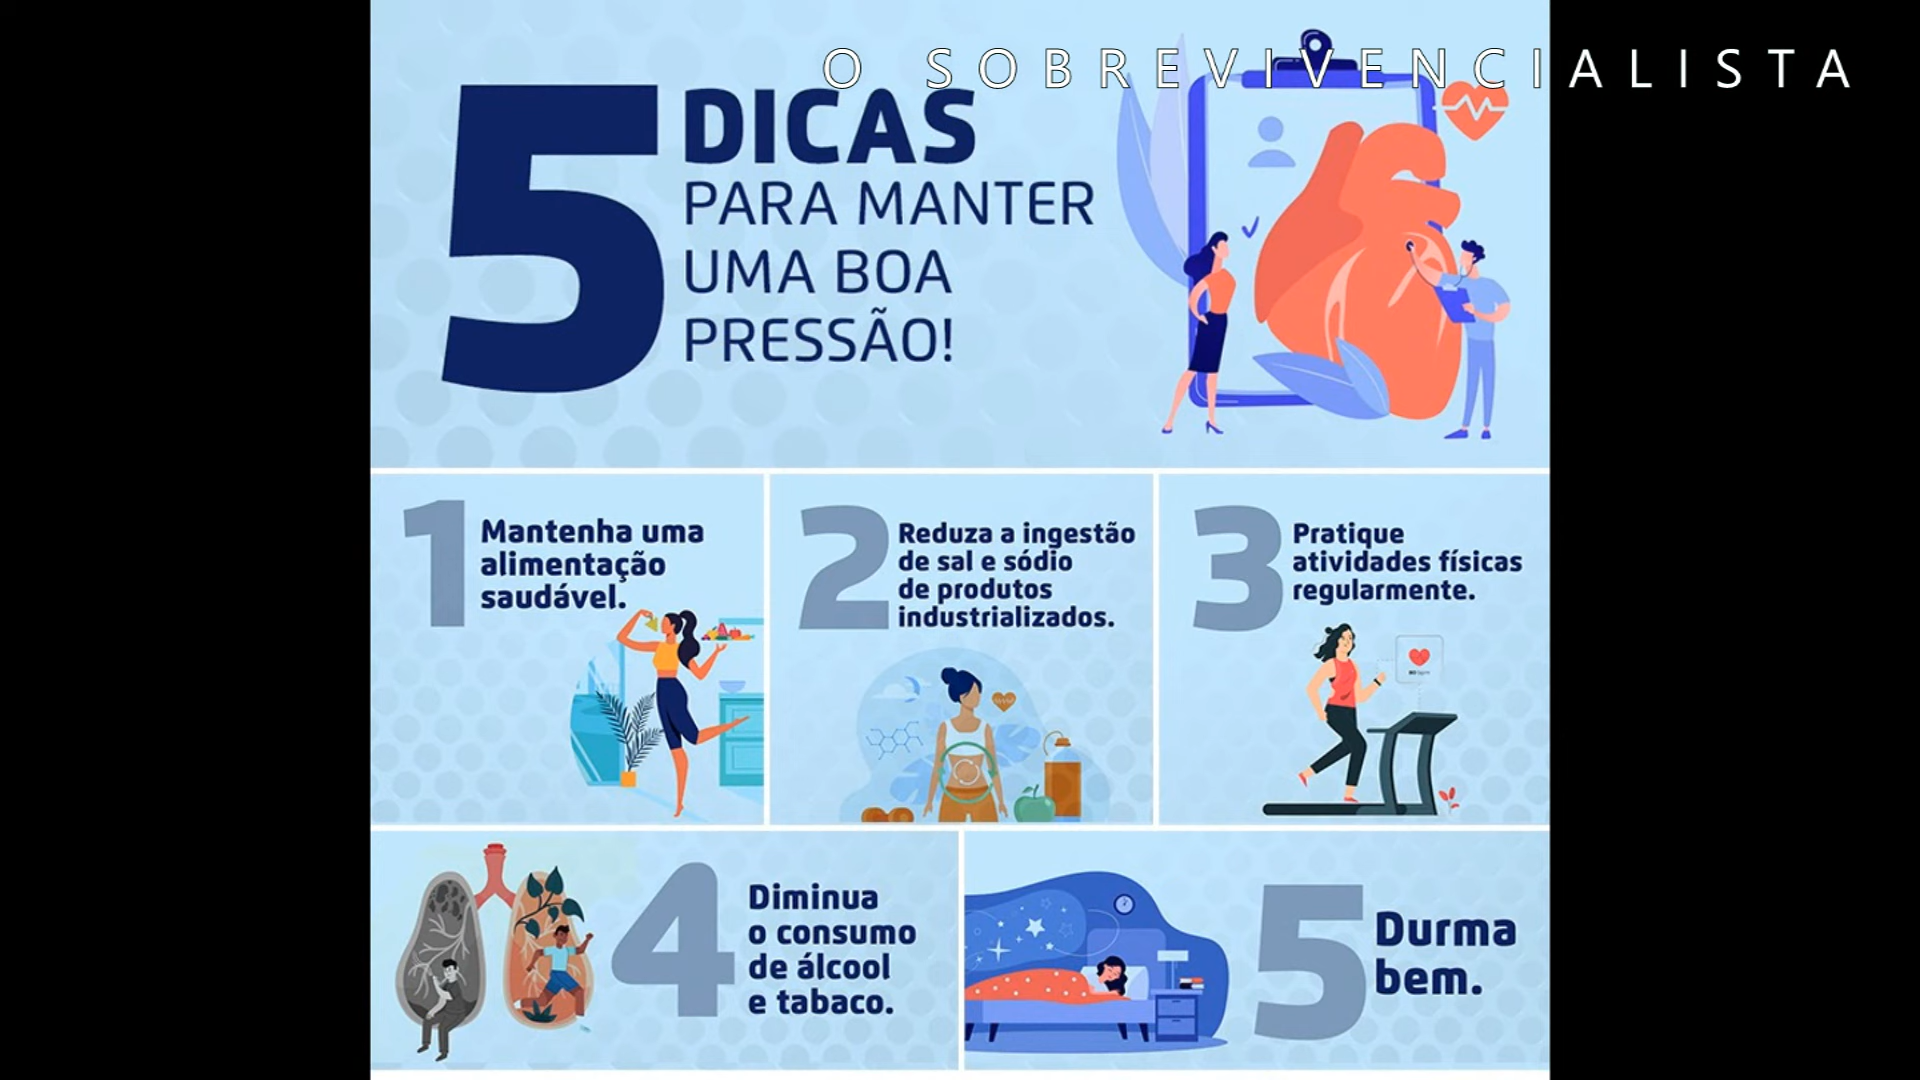 O SOBREVIVENCIALISTA
5 DICAS
PARA MANTER
UMA BOA
PRESSÃO!
1 Mantenha uma
alimentação
saudável.
2 Reduza a ingestão
de sal e sódio
de produtos
industrializados.
3 Pratique
atividades físicas
regularmente.
4 Diminua
o consumo
de álcool
e tabaco.
5 Durma
bem.